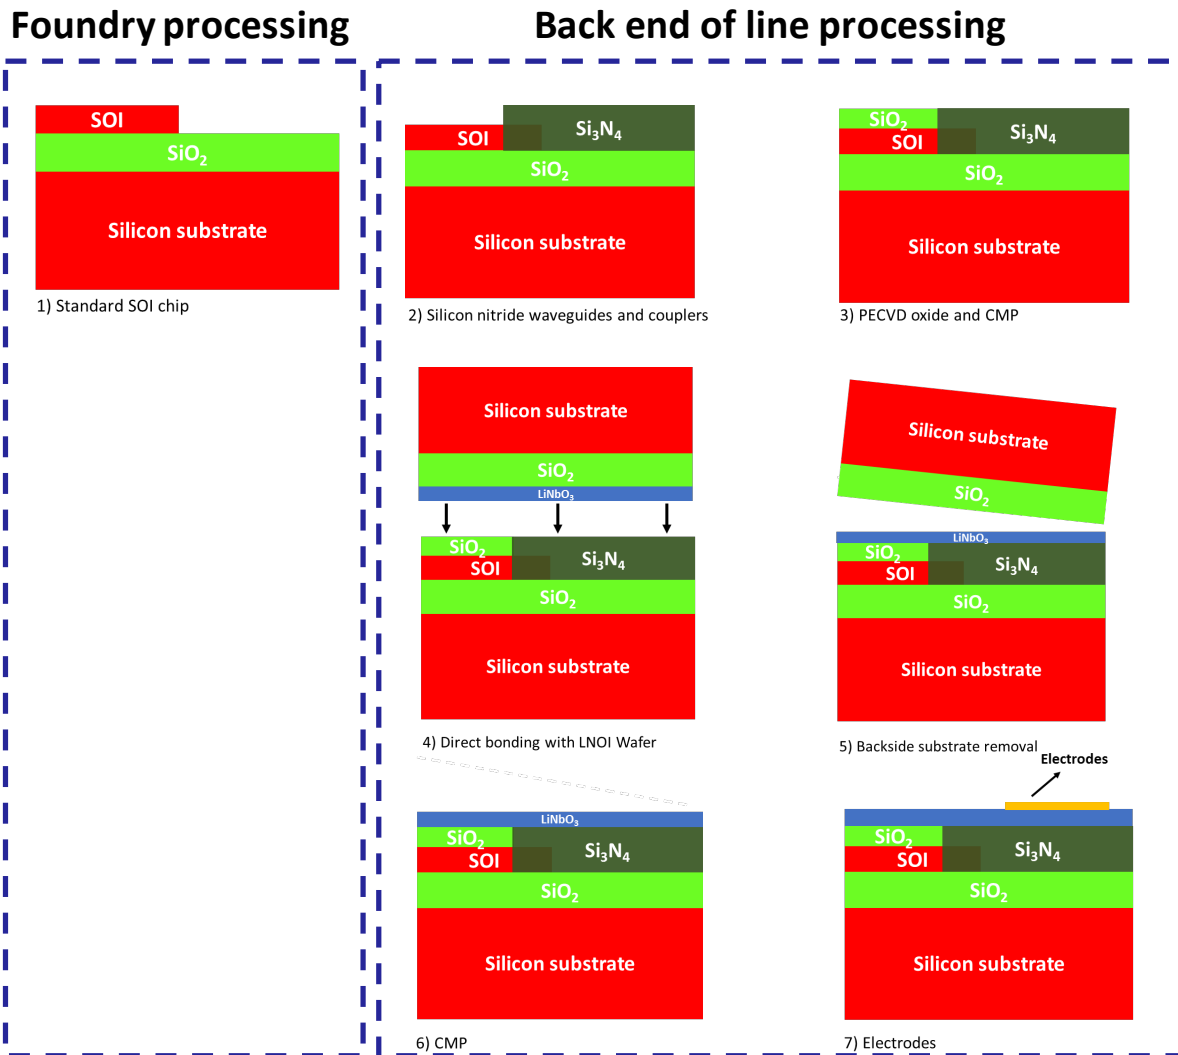 Foundry processing
Back end of line processing
SOI
SiO₂
Silicon substrate
1) Standard SOI chip
SOI
Si₃N₄
SiO₂
Silicon substrate
2) Silicon nitride waveguides and couplers
SiO₂
SOI
Si₃N₄
SiO₂
Silicon substrate
3) PECVD oxide and CMP
Silicon substrate
SiO₂
LiNbO₃
SiO₂
SOI
Si₃N₄
SiO₂
Silicon substrate
4) Direct bonding with LNOI Wafer
Silicon substrate
SiO₂
LiNbO₃
SiO₂
SOI
Si₃N₄
SiO₂
Silicon substrate
5) Backside substrate removal
LiNbO₃
SiO₂
SOI
Si₃N₄
SiO₂
Silicon substrate
6) CMP
Electrodes
SiO₂
SOI
Si₃N₄
SiO₂
Silicon substrate
7) Electrodes